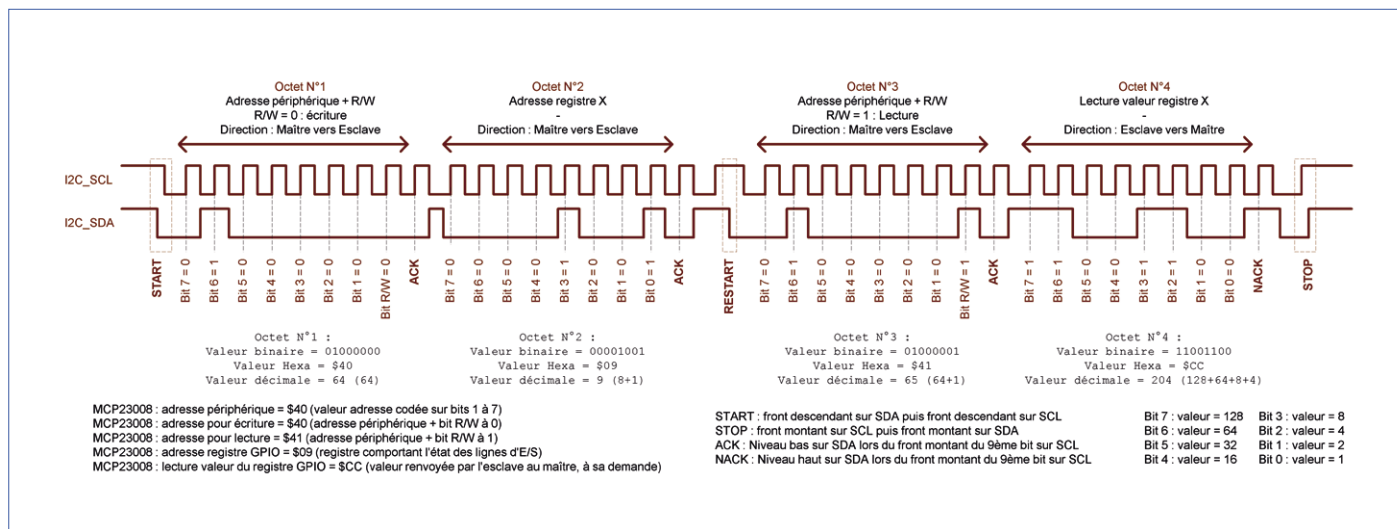 Octet N°1
Adresse périphérique + R/W
R/W = 0 : écriture
Direction : Maître vers Esclave
Octet N°2
Adresse registre X
-
Direction : Maître vers Esclave
Octet N°3
Adresse périphérique + R/W
R/W = 1 : Lecture
Direction : Maître vers Esclave
Octet N°4
Lecture valeur registre X
-
Direction : Esclave vers Maître
I2C_SCL
I2C_SDA
START
Bit 7 = 0
Bit 6 = 1
Bit 5 = 0
Bit 4 = 0
Bit 3 = 0
Bit 2 = 0
Bit 1 = 0
Bit R/W = 0
ACK
Bit 7 = 0
Bit 6 = 0
Bit 5 = 0
Bit 4 = 0
Bit 3 = 1
Bit 2 = 0
Bit 1 = 0
Bit 0 = 1
ACK
RESTART
Bit 7 = 0
Bit 6 = 1
Bit 5 = 0
Bit 4 = 0
Bit 3 = 0
Bit 2 = 0
Bit 1 = 0
Bit R/W = 1
ACK
Bit 7 = 1
Bit 6 = 1
Bit 5 = 0
Bit 4 = 0
Bit 3 = 1
Bit 2 = 1
Bit 1 = 0
Bit 0 = 0
NACK
STOP
Octet N°1 :
Valeur binaire = 01000000
Valeur Hexa = $40
Valeur décimale = 64 (64)
Octet N°2 :
Valeur binaire = 00001001
Valeur Hexa = $09
Valeur décimale = 9 (8+1)
Octet N°3 :
Valeur binaire = 01000001
Valeur Hexa = $41
Valeur décimale = 65 (64+1)
Octet N°4 :
Valeur binaire = 11001100
Valeur Hexa = $CC
Valeur décimale = 204 (128+64+8+4)
MCP23008 : adresse périphérique = $40 (valeur adresse codée sur bits 1 à 7)
MCP23008 : adresse pour écriture = $40 (adresse périphérique + bit R/W à 0)
MCP23008 : adresse pour lecture = $41 (adresse périphérique + bit R/W à 1)
MCP23008 : adresse registre GPIO = $09 (registre comportant l'état des lignes d'E/S)
MCP23008 : lecture valeur du registre GPIO = $CC (valeur renvoyée par l'esclave au maître, à sa demande)
START : front descendant sur SDA puis front descendant sur SCL
STOP : front montant sur SCL puis front montant sur SDA
ACK : Niveau bas sur SDA lors du front montant du 9ème bit sur SCL
NACK : Niveau haut sur SDA lors du front montant du 9ème bit sur SCL
Bit 7 : valeur = 128 Bit 3 : valeur = 8
Bit 6 : valeur = 64 Bit 2 : valeur = 4
Bit 5 : valeur = 32 Bit 1 : valeur = 2
Bit 4 : valeur = 16 Bit 0 : valeur = 1